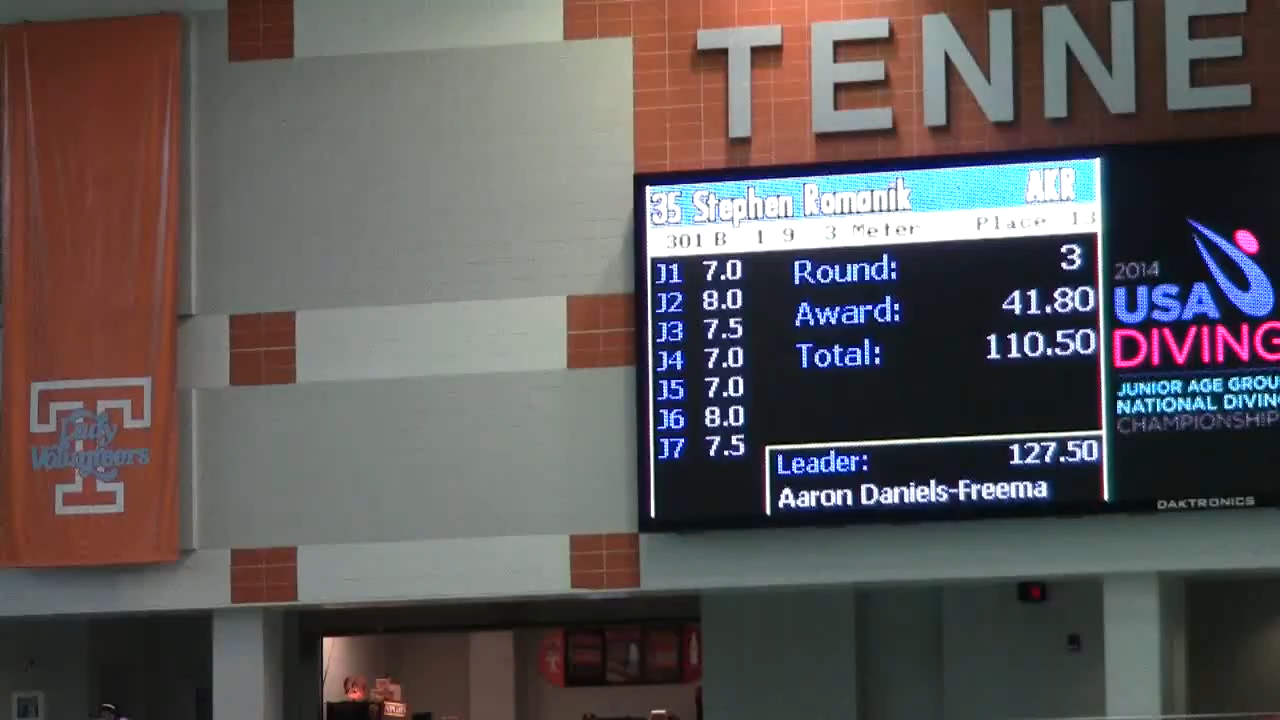 TENNE
35 Stephen Romanik AKR
301B 1 9 3 Meter Place 13
J1 7.0 Round: 3
J2 8.0 Award: 41.80
J3 7.5 Total: 110.50
J4 7.0
J5 7.0
J6 8.0
J7 7.5
Leader: 127.50
Aaron Daniels-Freema
2014
USA
DIVING
JUNIOR AGE GROU
NATIONAL DIVIN
CHAMPIONSHIP
DAKTRONICS
T
Lady
Volunteers